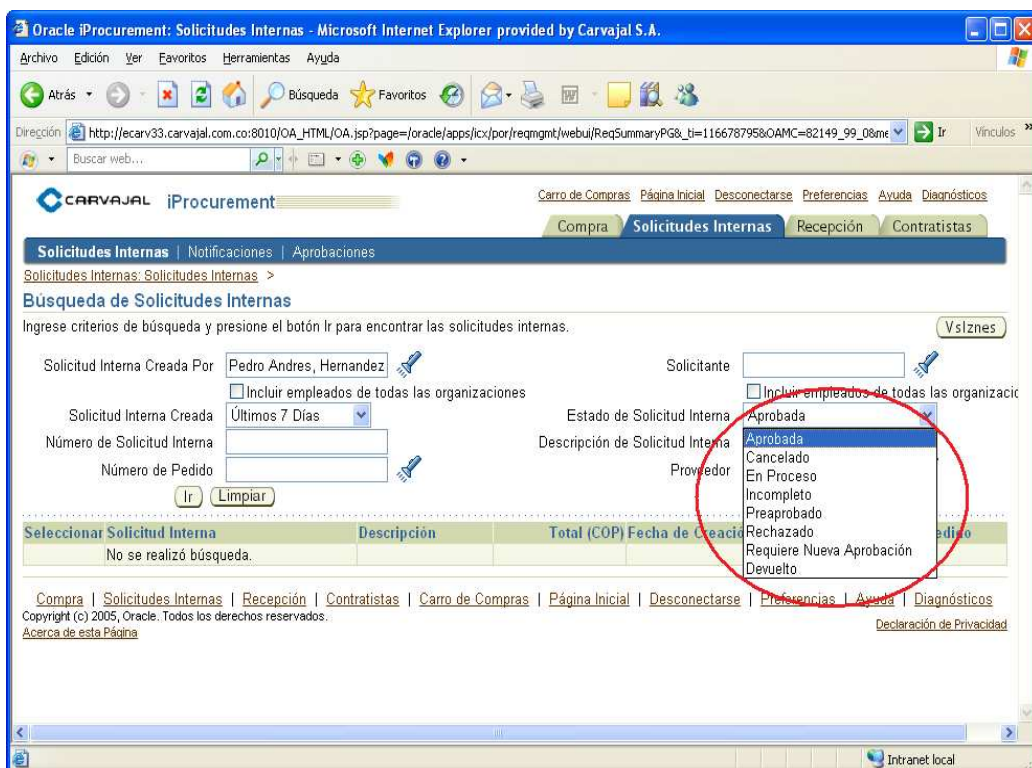 Oracle iProcurement: Solicitudes Internas - Microsoft Internet Explorer provided by Carvajal S.A.
Archivo Edición Ver Favoritos Herramientas Ayuda
Atrás Búsqueda Favoritos
Dirección http://ecarv33.carvajal.com.co:8010/OA_HTML/OA.jsp?page=/oracle/apps/icx/por/reqmgmt/webui/ReqSummaryPG&_ti=116678795&OAMC=82149_99_0&me Ir Vínculos »
Buscar web...
CARVAJAL iProcurement Carro de Compras Página Inicial Desconectarse Preferencias Ayuda Diagnósticos
Compra Solicitudes Internas Recepción Contratistas
Solicitudes Internas | Notificaciones | Aprobaciones
Solicitudes Internas: Solicitudes Internas >
Búsqueda de Solicitudes Internas
Ingrese criterios de búsqueda y presione el botón Ir para encontrar las solicitudes internas. Vslznes
Solicitud Interna Creada Por Pedro Andres, Hernandez Solicitante
Incluir empleados de todas las organizaciones Incluir empleados de todas las organizacio
Solicitud Interna Creada Últimos 7 Días Estado de Solicitud Interna Aprobada
Número de Solicitud Interna Descripción de Solicitud Interna Aprobada
Cancelado
Número de Pedido Proveedor En Proceso
Incompleto
Ir Limpiar Preaprobado
Seleccionar Solicitud Interna Descripción Total (COP) Fecha de Creació Rechazado edido
No se realizó búsqueda. Requiere Nueva Aprobación
Devuelto
Compra | Solicitudes Internas | Recepción | Contratistas | Carro de Compras | Página Inicial | Desconectarse | Preferencias | Ayuda | Diagnósticos
Copyright (c) 2005, Oracle. Todos los derechos reservados.
Acerca de esta Página Declaración de Privacidad
Intranet local